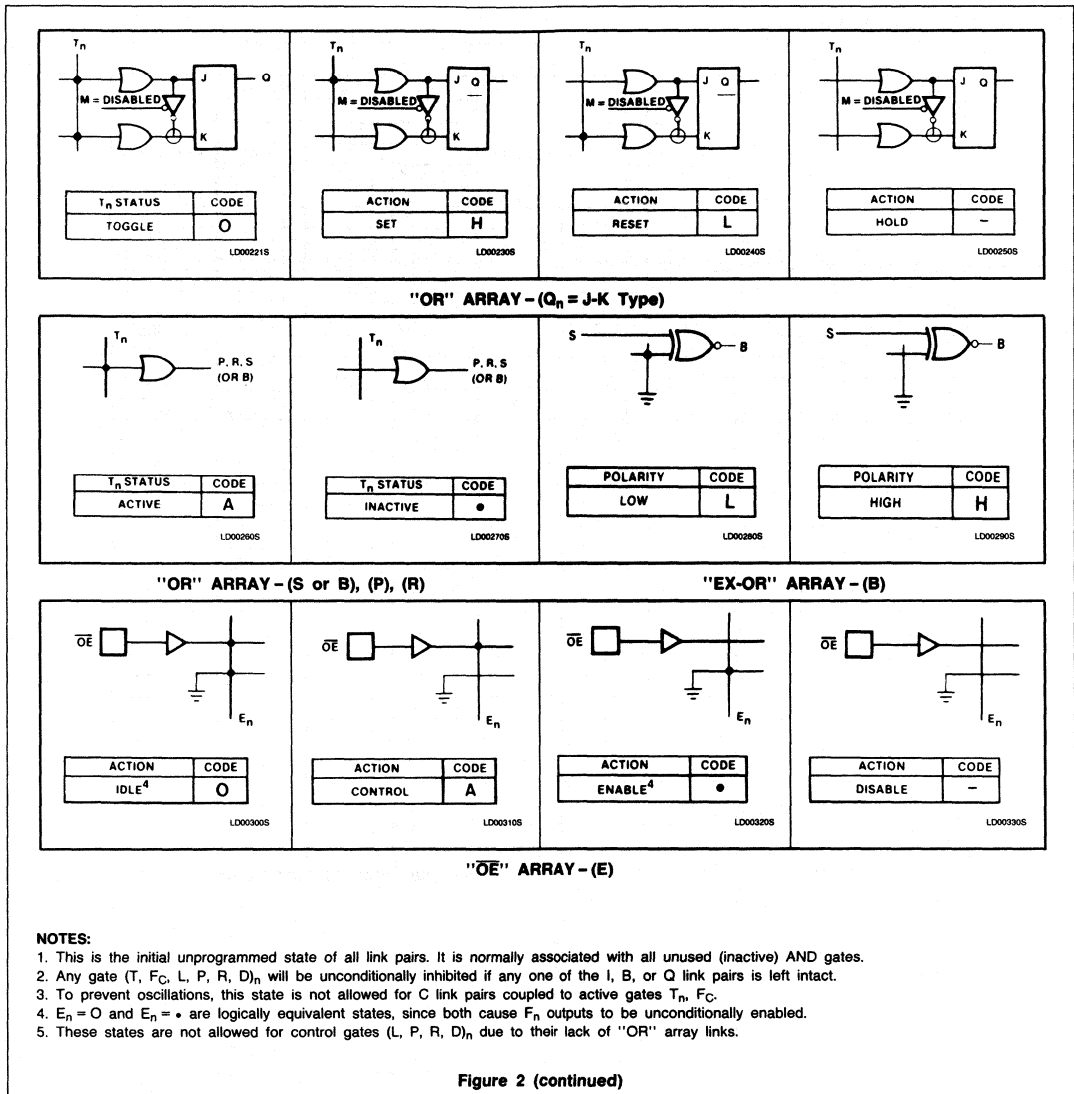 Tn Tn Tn Tn
J Q J Q J Q J Q
M = DISABLED M = DISABLED M = DISABLED M = DISABLED
K K K K
Tn STATUS CODE ACTION CODE ACTION CODE ACTION CODE
TOGGLE O SET H RESET L HOLD –
LD00221S LD00230S LD00240S LD00250S
"OR" ARRAY – (Qn = J-K Type)
Tn Tn S B S B
P, R, S P, R, S
(OR B) (OR B)
Tn STATUS CODE Tn STATUS CODE POLARITY CODE POLARITY CODE
ACTIVE A INACTIVE ● LOW L HIGH H
LD00260S LD00270S LD00280S LD00290S
"OR" ARRAY – (S or B), (P), (R) "EX-OR" ARRAY – (B)
O̅E̅ O̅E̅ O̅E̅ O̅E̅
En En En En
ACTION CODE ACTION CODE ACTION CODE ACTION CODE
IDLE⁴ O CONTROL A ENABLE⁴ ● DISABLE –
LD00300S LD00310S LD00320S LD00330S
"O̅E̅" ARRAY – (E)
NOTES:
1. This is the initial unprogrammed state of all link pairs. It is normally associated with all unused (inactive) AND gates.
2. Any gate (T, FC, L, P, R, D)n will be unconditionally inhibited if any one of the I, B, or Q link pairs is left intact.
3. To prevent oscillations, this state is not allowed for C link pairs coupled to active gates Tn, FC.
4. En = O and En = • are logically equivalent states, since both cause Fn outputs to be unconditionally enabled.
5. These states are not allowed for control gates (L, P, R, D)n due to their lack of "OR" array links.
Figure 2 (continued)